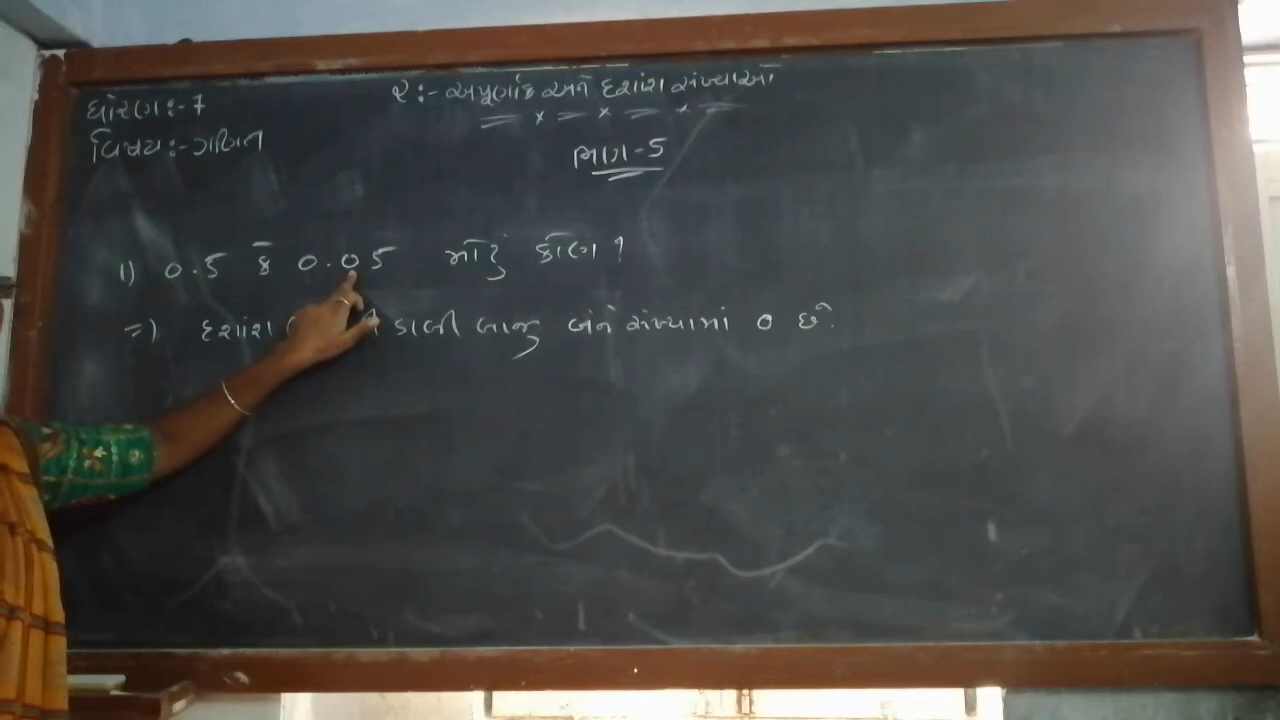 ધોરણ:-7
વિષય:-ગણિત
૨:-અપૂર્ણાંક અને દશાંશ સંખ્યાઓ
ભાગ-5
1) 0.5 કે 0.05 મોટું કોણ?
=) દશાંશ ડાબી બાજુ બંને સંખ્યામાં 0 છે.